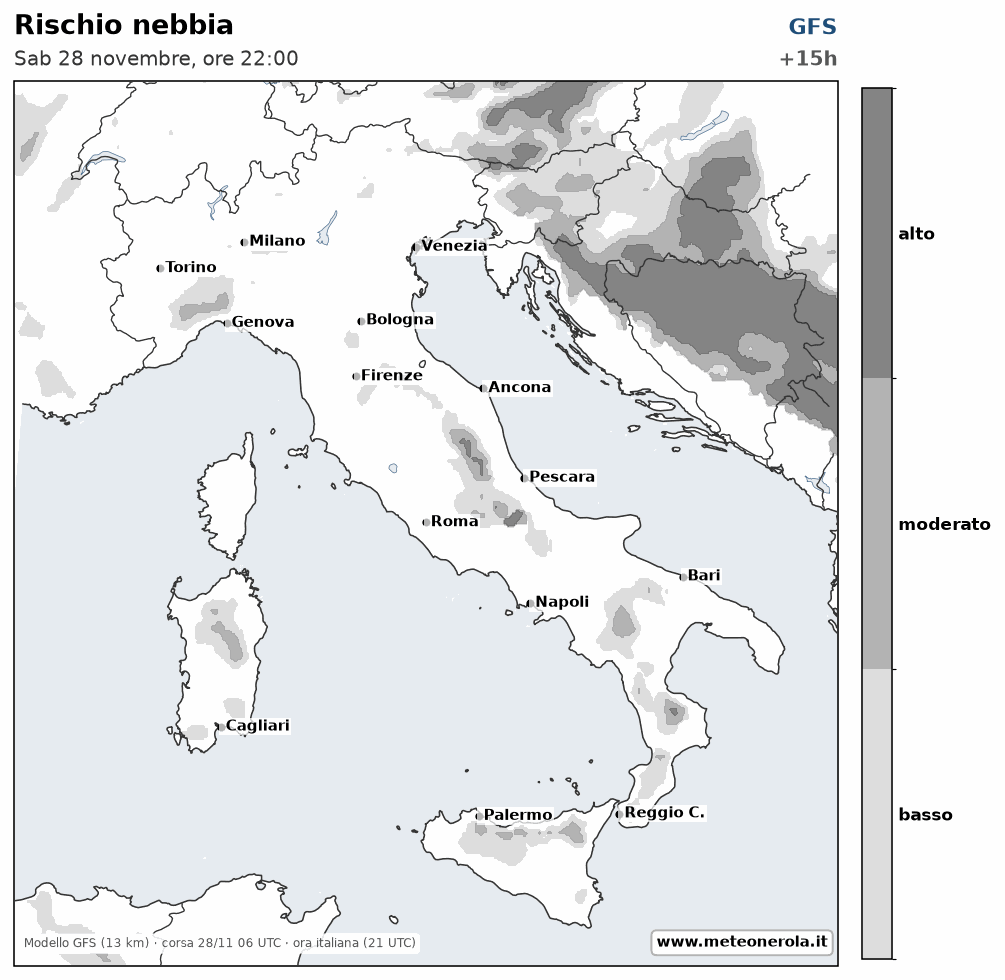 Rischio nebbia
GFS
Sab 28 novembre, ore 22:00
+15h
alto
Milano
Venezia
Torino
Bologna
Genova
Firenze
Ancona
Pescara
Roma
moderato
Bari
Napoli
Cagliari
Reggio C.
Palermo
basso
Modello GFS (13 km) · corsa 28/11 06 UTC · ora italiana (21 UTC)
www.meteonerola.it